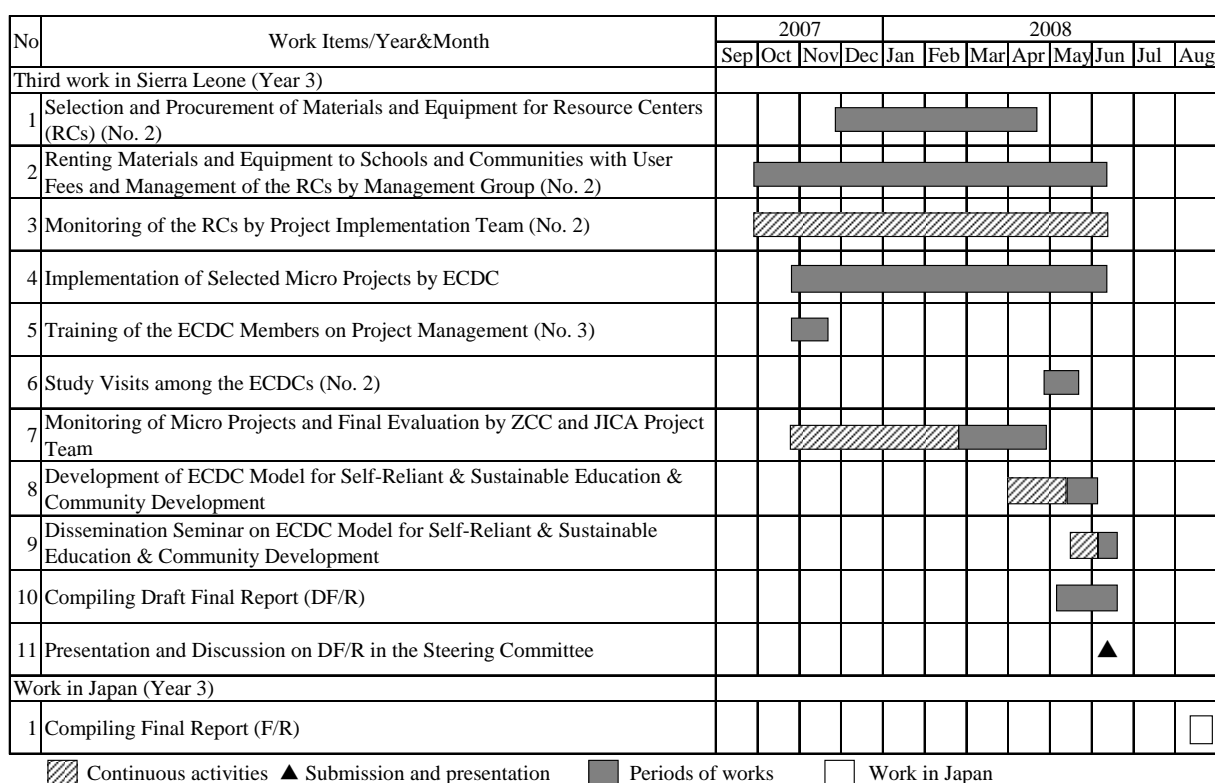 No Work Items/Year&Month 2007 2008
Sep Oct Nov Dec Jan Feb Mar Apr May Jun Jul Aug
Third work in Sierra Leone (Year 3)
1 Selection and Procurement of Materials and Equipment for Resource Centers
(RCs) (No. 2)
2 Renting Materials and Equipment to Schools and Communities with User
Fees and Management of the RCs by Management Group (No. 2)
3 Monitoring of the RCs by Project Implementation Team (No. 2)
4 Implementation of Selected Micro Projects by ECDC
5 Training of the ECDC Members on Project Management (No. 3)
6 Study Visits among the ECDCs (No. 2)
7 Monitoring of Micro Projects and Final Evaluation by ZCC and JICA Project
Team
8 Development of ECDC Model for Self-Reliant & Sustainable Education &
Community Development
9 Dissemination Seminar on ECDC Model for Self-Reliant & Sustainable
Education & Community Development
10 Compiling Draft Final Report (DF/R)
11 Presentation and Discussion on DF/R in the Steering Committee
Work in Japan (Year 3)
1 Compiling Final Report (F/R)
Continuous activities ▲ Submission and presentation Periods of works Work in Japan